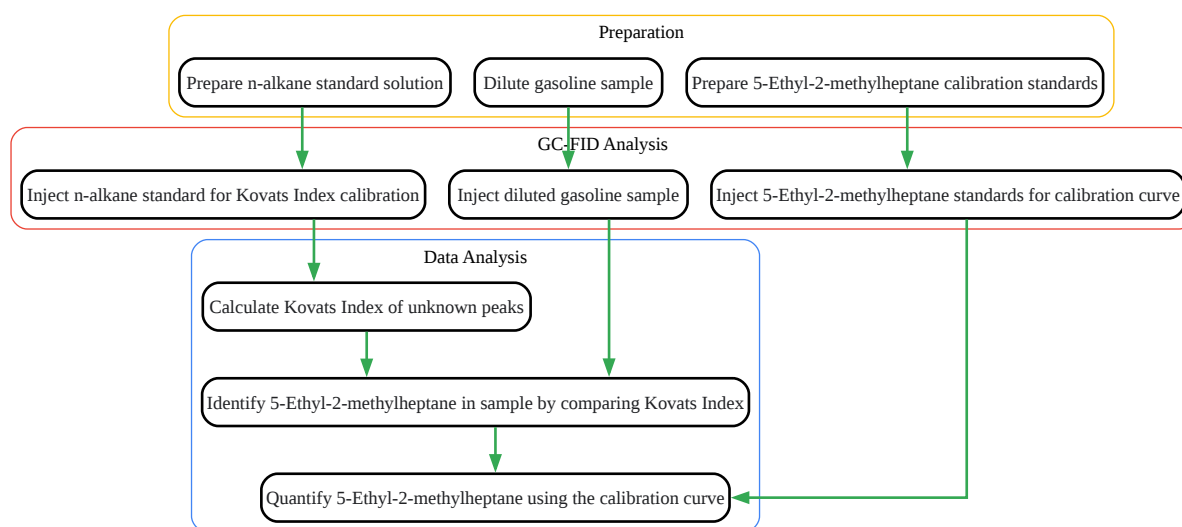 Preparation
Prepare n-alkane standard solution
Dilute gasoline sample
Prepare 5-Ethyl-2-methylheptane calibration standards
GC-FID Analysis
Inject n-alkane standard for Kovats Index calibration
Inject diluted gasoline sample
Inject 5-Ethyl-2-methylheptane standards for calibration curve
Data Analysis
Calculate Kovats Index of unknown peaks
Identify 5-Ethyl-2-methylheptane in sample by comparing Kovats Index
Quantify 5-Ethyl-2-methylheptane using the calibration curve